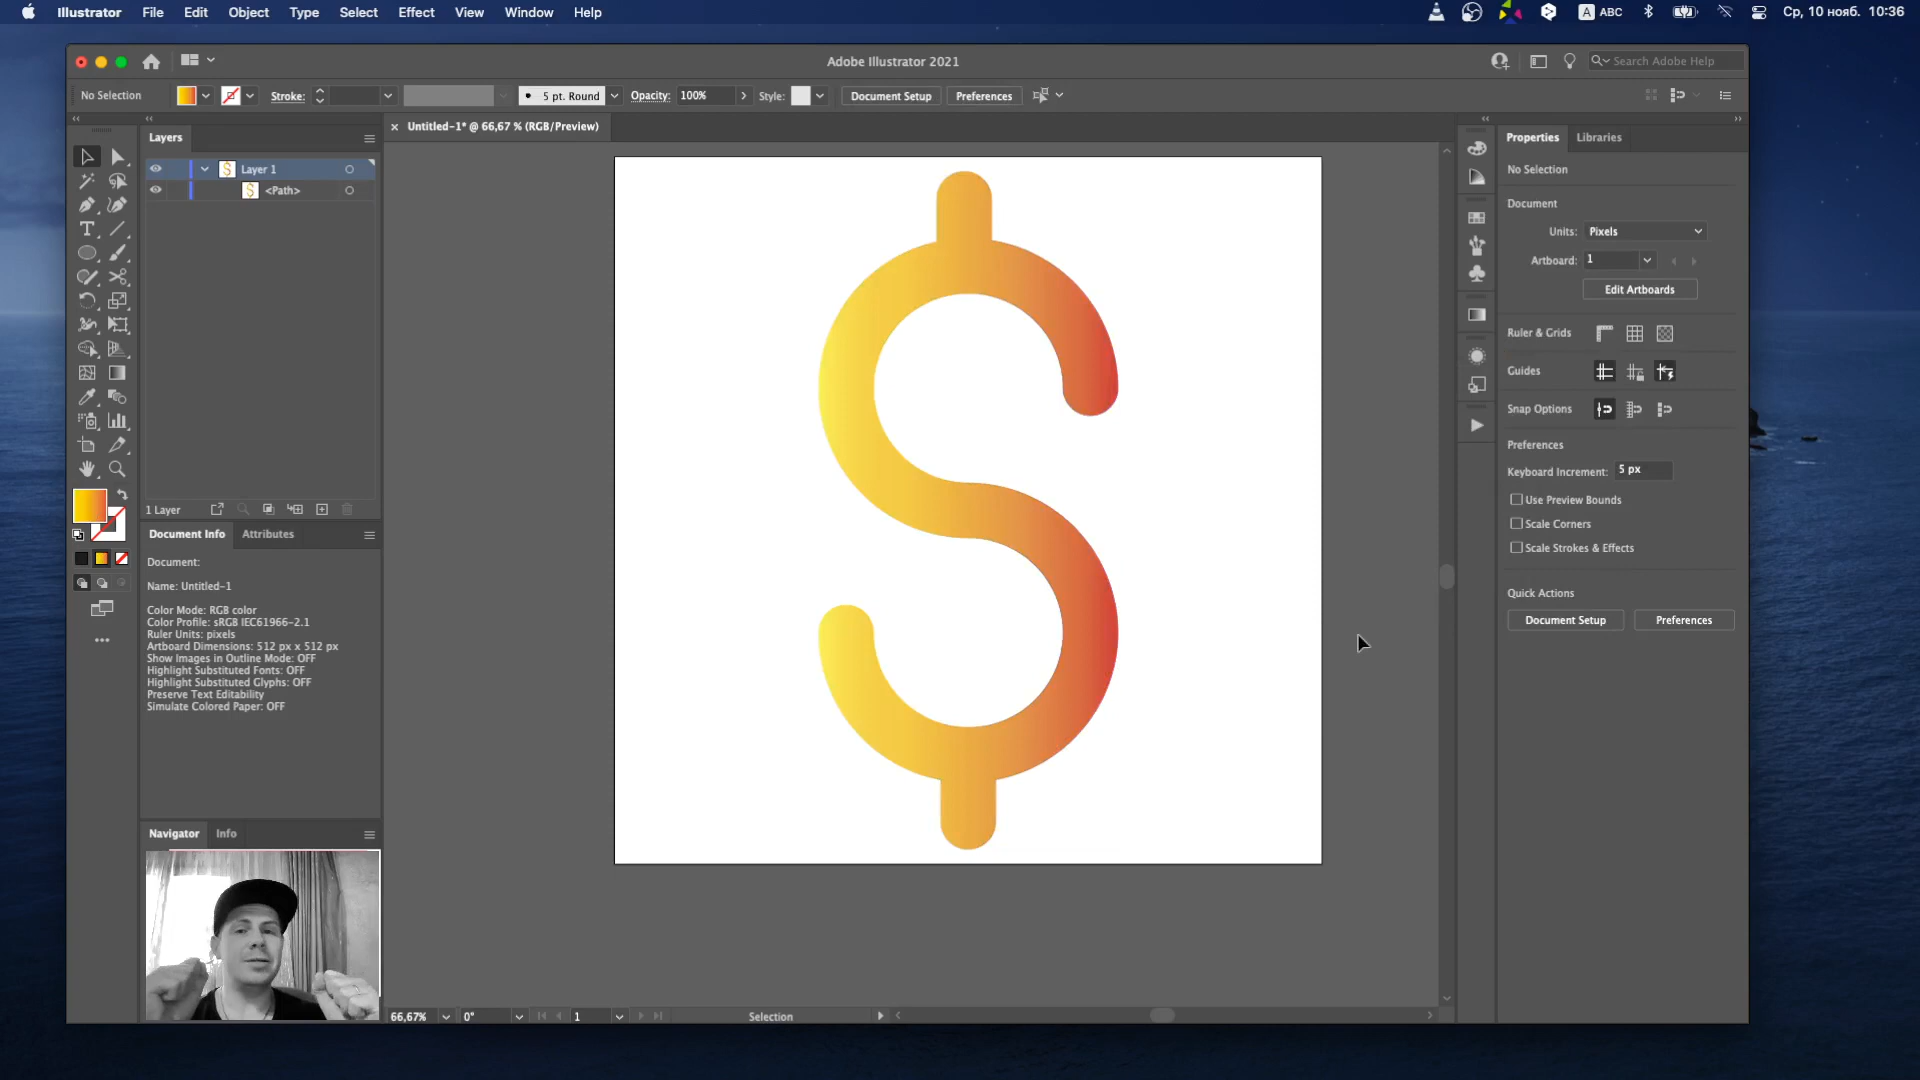 Illustrator File Edit Object Type Select Effect View Window Help
A ABC Ср, 10 нояб. 10:36
Adobe Illustrator 2021
Search Adobe Help
No Selection Stroke: 5 pt. Round Opacity: 100% Style: Document Setup Preferences
Layers
× Untitled-1* @ 66,67 % (RGB/Preview)
Properties Libraries
Layer 1
<Path>
No Selection
Document
Units: Pixels
Artboard: 1
Edit Artboards
Ruler & Grids
Guides
Snap Options
Preferences
Keyboard Increment: 5 px
Use Preview Bounds
Scale Corners
Scale Strokes & Effects
Quick Actions
Document Setup Preferences
1 Layer
Document Info Attributes
Document:
Name: Untitled-1
Color Mode: RGB color
Color Profile: sRGB IEC61966-2.1
Ruler Units: pixels
Artboard Dimensions: 512 px x 512 px
Show Images in Outline Mode: OFF
Highlight Substituted Fonts: OFF
Highlight Substituted Glyphs: OFF
Preserve Text Editability
Simulate Colored Paper: OFF
Navigator Info
$
66,67% 0° 1 Selection